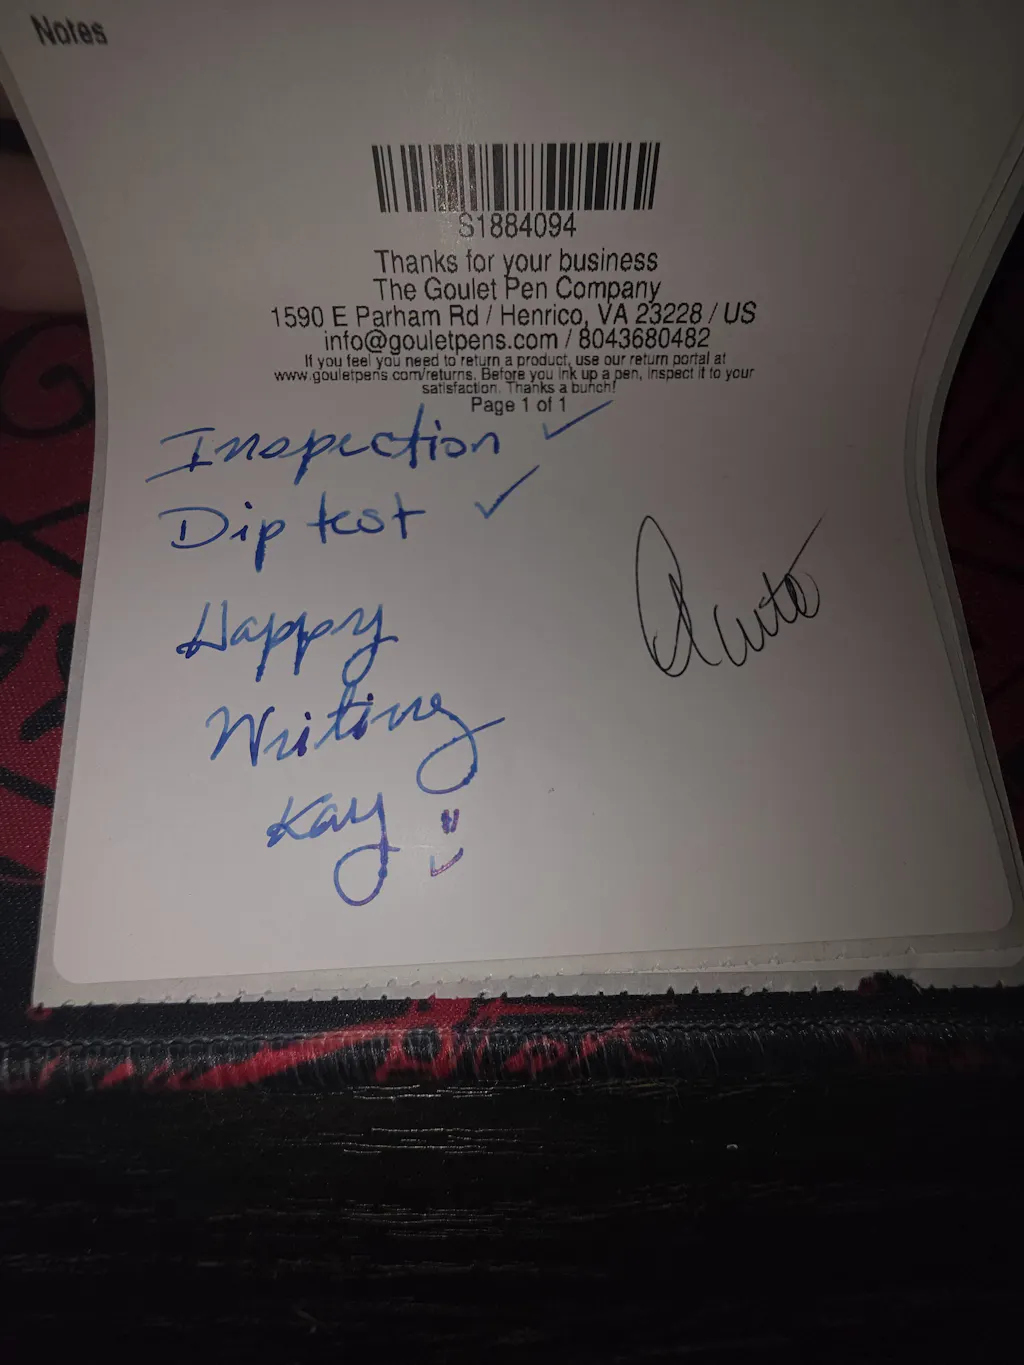 Notes
S1884094
Thanks for your business
The Goulet Pen Company
1590 E Parham Rd / Henrico, VA 23228 / US
info@gouletpens.com / 8043680482
If you feel you need to return a product, use our return portal at
www.gouletpens.com/returns. Before you ink up a pen, inspect it to your
satisfaction. Thanks a bunch!
Page 1 of 1
Inspection ✓
Dip test ✓
Happy
Writing
Kay